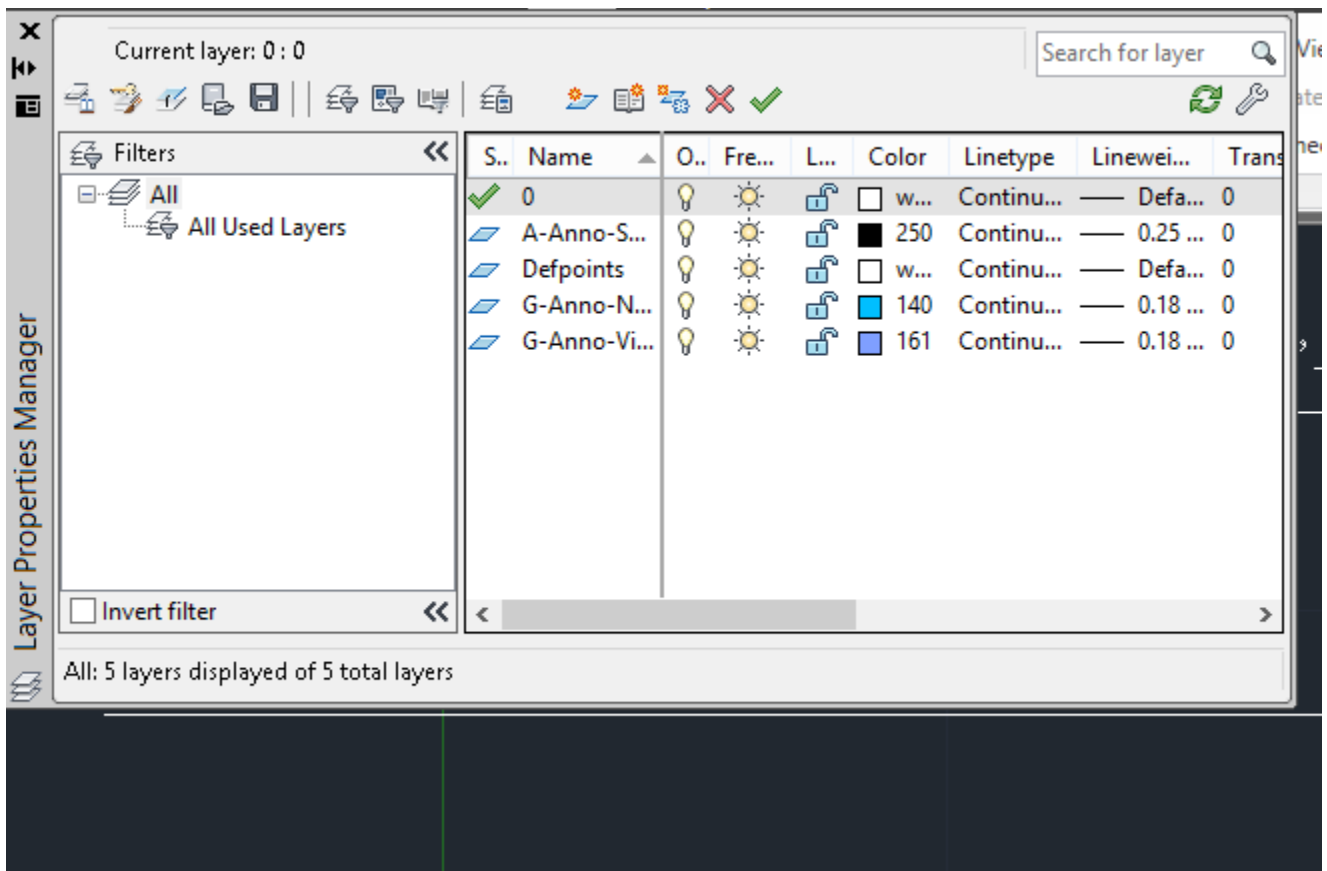 Current layer: 0 : 0
Search for layer
Vie
ate
nec
Filters
All
All Used Layers
Invert filter
S.. Name O.. Fre... L... Color Linetype Linewei... Trans
0 w... Continu... Defa... 0
A-Anno-S... 250 Continu... 0.25 ... 0
Defpoints w... Continu... Defa... 0
G-Anno-N... 140 Continu... 0.18 ... 0
G-Anno-Vi... 161 Continu... 0.18 ... 0
All: 5 layers displayed of 5 total layers
Layer Properties Manager